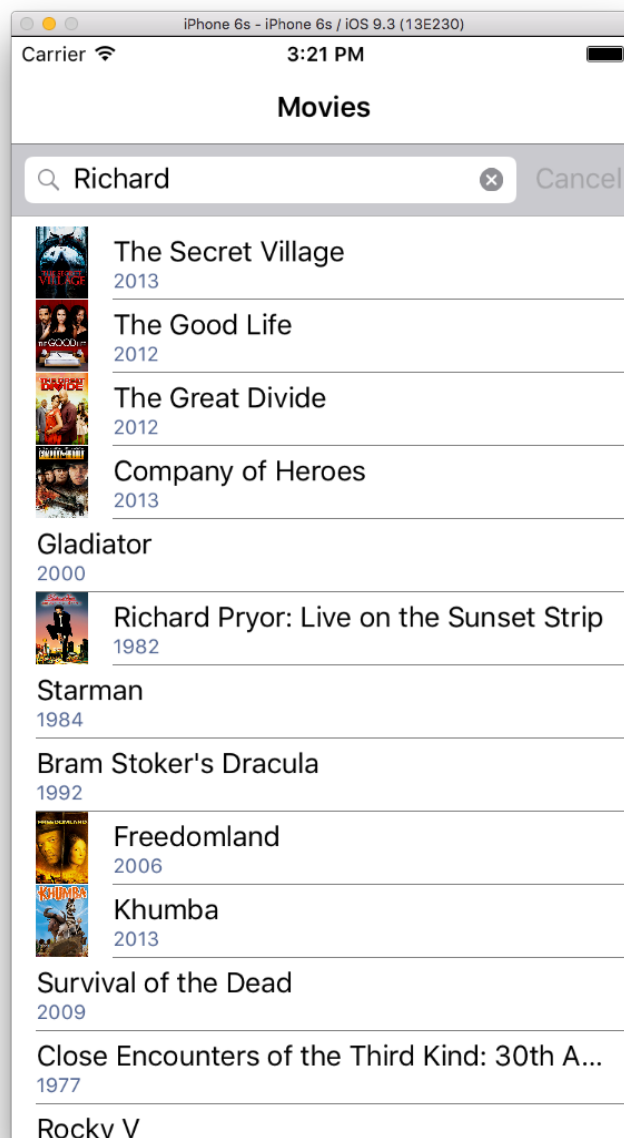 iPhone 6s - iPhone 6s / iOS 9.3 (13E230)
Carrier 3:21 PM
Movies
Richard Cancel
The Secret Village
2013
The Good Life
2012
The Great Divide
2012
Company of Heroes
2013
Gladiator
2000
Richard Pryor: Live on the Sunset Strip
1982
Starman
1984
Bram Stoker's Dracula
1992
FREEDOMLAND
Freedomland
2006
KHUMBA
Khumba
2013
Survival of the Dead
2009
Close Encounters of the Third Kind: 30th A...
1977
Rocky V